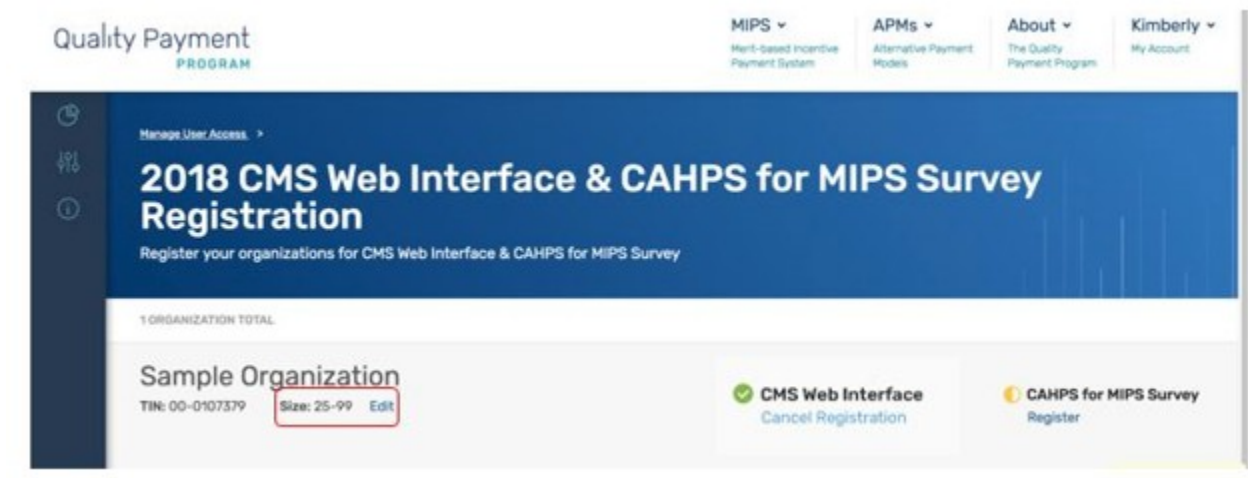 Quality Payment
PROGRAM
MIPS
Merit-based Incentive
Payment System
APMs
Alternative Payment
Models
About
The Quality
Payment Program
Kimberly
My Account
Manage User Access >
2018 CMS Web Interface & CAHPS for MIPS Survey
Registration
Register your organizations for CMS Web Interface & CAHPS for MIPS Survey
1 ORGANIZATION TOTAL
Sample Organization
TIN: 00-0107379 Size: 25-99 Edit
CMS Web Interface
Cancel Registration
CAHPS for MIPS Survey
Register